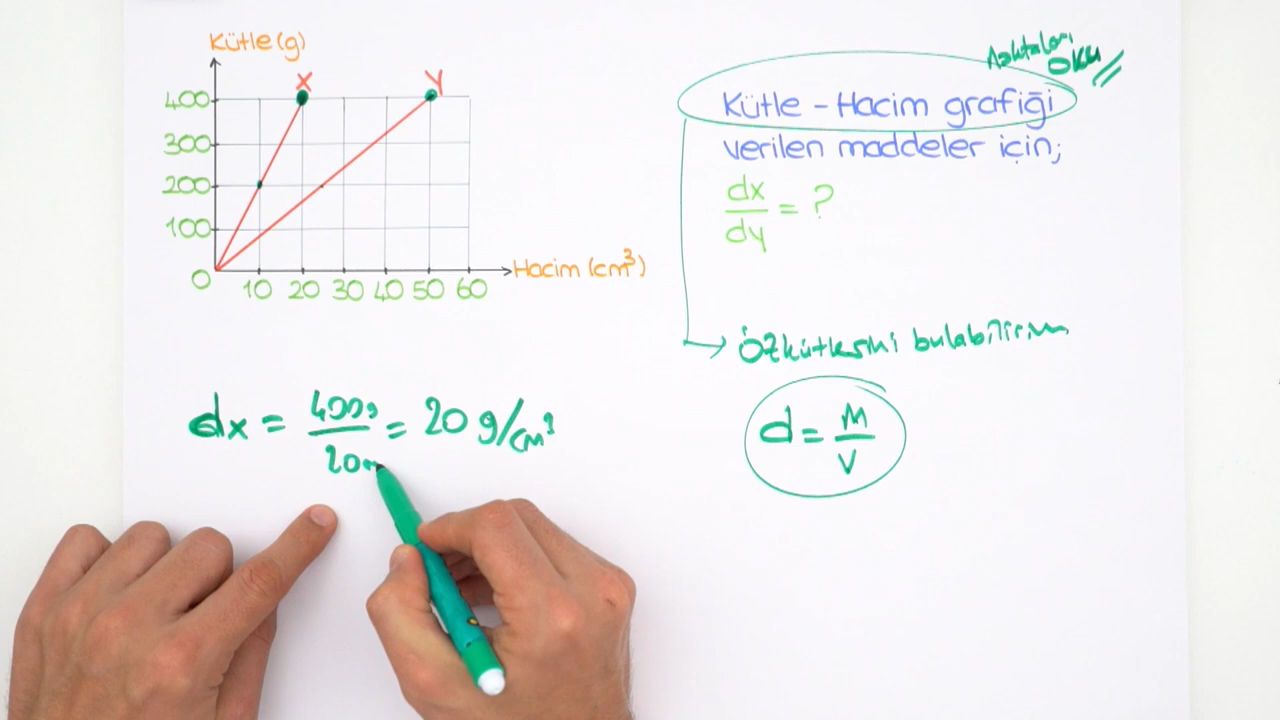 Kütle (g)
X
Y
400
300
200
100
0
10 20 30 40 50 60
Hacim (cm³)
OKU
Kütle - Hacim grafiği
verilen maddeler için;
dx
dy
= ?
Özkütlesini bulabilirim
d = m
v
dx = 400g
20
= 20 g/cm³